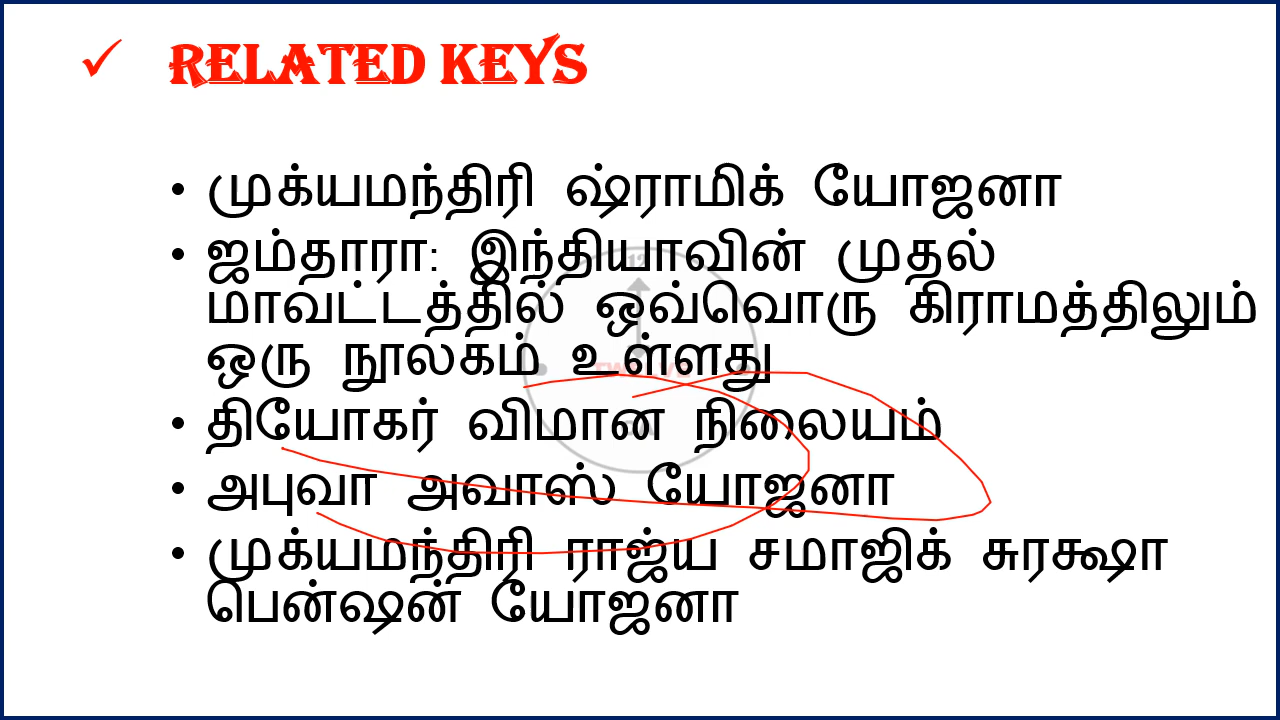 ✓ RELATED KEYS
• முக்யமந்திரி ஷ்ராமிக் யோஜனா
• ஜம்தாரா: இந்தியாவின் முதல்
மாவட்டத்தில் ஒவ்வொரு கிராமத்திலும்
ஒரு நூலகம் உள்ளது
• தியோகர் விமான நிலையம்
• அபுவா அவாஸ் யோஜனா
• முக்யமந்திரி ராஜ்ய சமாஜிக் சுரக்ஷா
பென்ஷன் யோஜனா